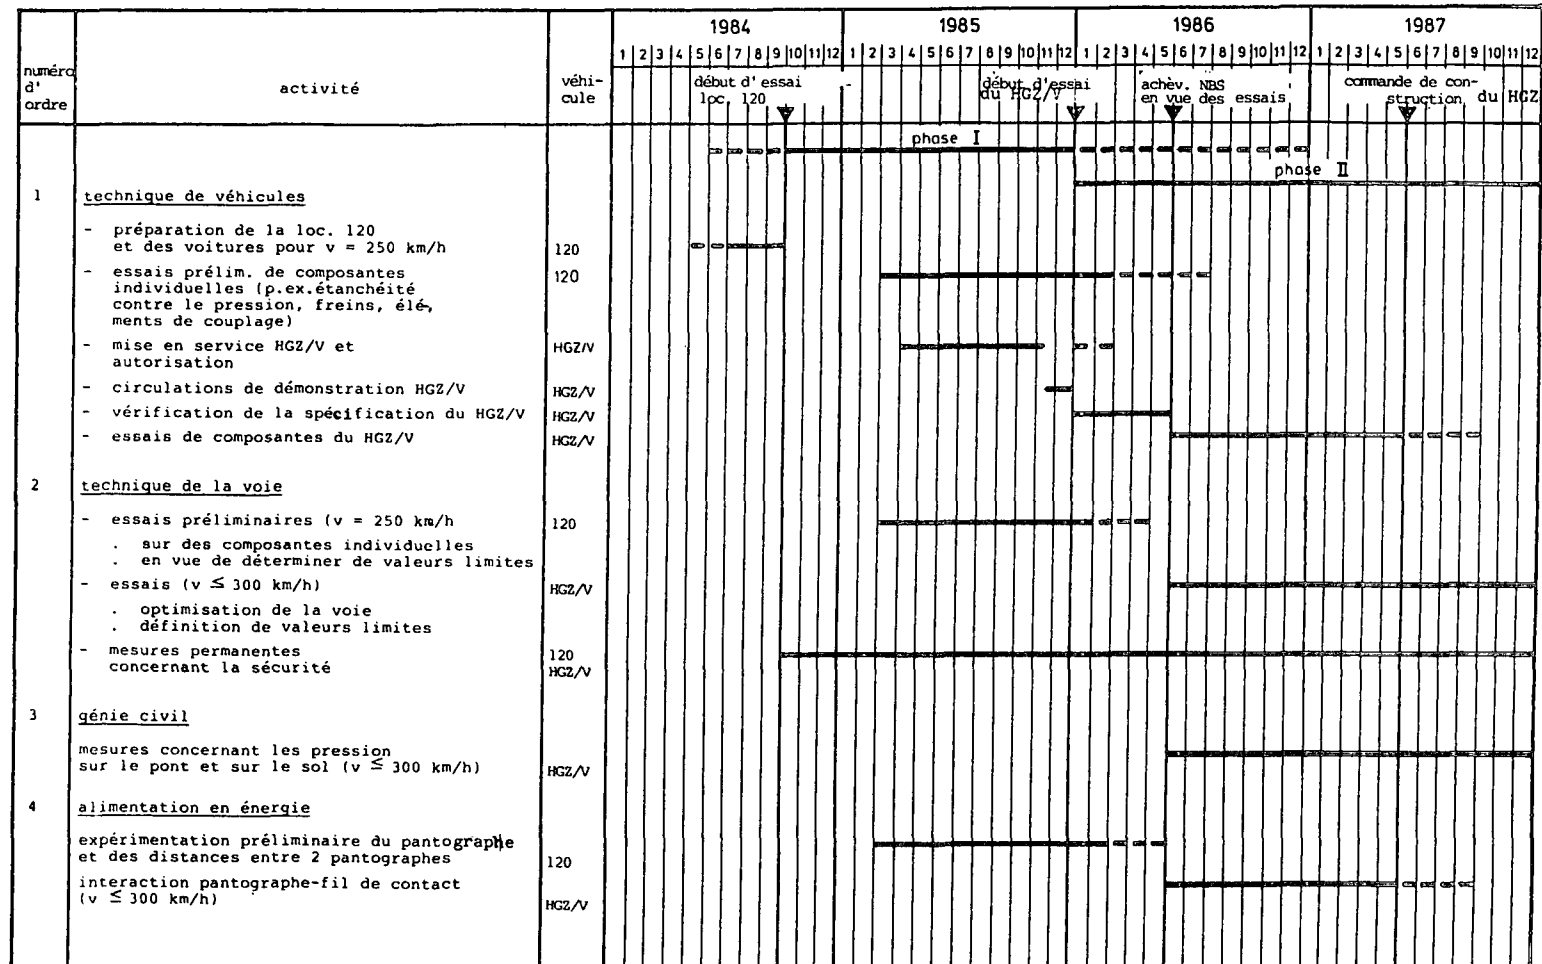 1984 1985 1986 1987
1 2 3 4 5 6 7 8 9 10 11 12 1 2 3 4 5 6 7 8 9 10 11 12 1 2 3 4 5 6 7 8 9 10 11 12 1 2 3 4 5 6 7 8 9 10 11 12
numéro
d'
ordre
activité
véhi-
cule
début d'essai
loc. 120
début d'essai
du HGZ/V
achèv. NBS
en vue des essais
commande de con-
struction du HGZ
phase I
phase II
1 technique de véhicules
- préparation de la loc. 120
et des voitures pour v = 250 km/h 120
- essais prélim. de composantes 120
individuelles (p.ex.étanchéité
contre le pression, freins, élé-,
ments de couplage)
- mise en service HGZ/V et HGZ/V
autorisation
- circulations de démonstration HGZ/V HGZ/V
- vérification de la spécification du HGZ/V HGZ/V
- essais de composantes du HGZ/V HGZ/V
2 technique de la voie
- essais préliminaires (v = 250 km/h 120
. sur des composantes individuelles
. en vue de déterminer de valeurs limites
- essais (v ≤ 300 km/h) HGZ/V
. optimisation de la voie
. définition de valeurs limites
- mesures permanentes 120
concernant la sécurité HGZ/V
3 génie civil
mesures concernant les pression
sur le pont et sur le sol (v ≤ 300 km/h) HGZ/V
4 alimentation en énergie
expérimentation préliminaire du pantographe
et des distances entre 2 pantographes 120
interaction pantographe-fil de contact
(v ≤ 300 km/h) HGZ/V